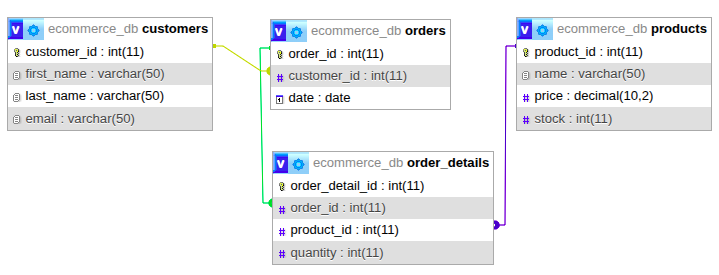 ecommerce_db customers
customer_id : int(11)
first_name : varchar(50)
last_name : varchar(50)
email : varchar(50)
ecommerce_db orders
order_id : int(11)
customer_id : int(11)
date : date
ecommerce_db products
product_id : int(11)
name : varchar(50)
price : decimal(10,2)
stock : int(11)
ecommerce_db order_details
order_detail_id : int(11)
order_id : int(11)
product_id : int(11)
quantity : int(11)